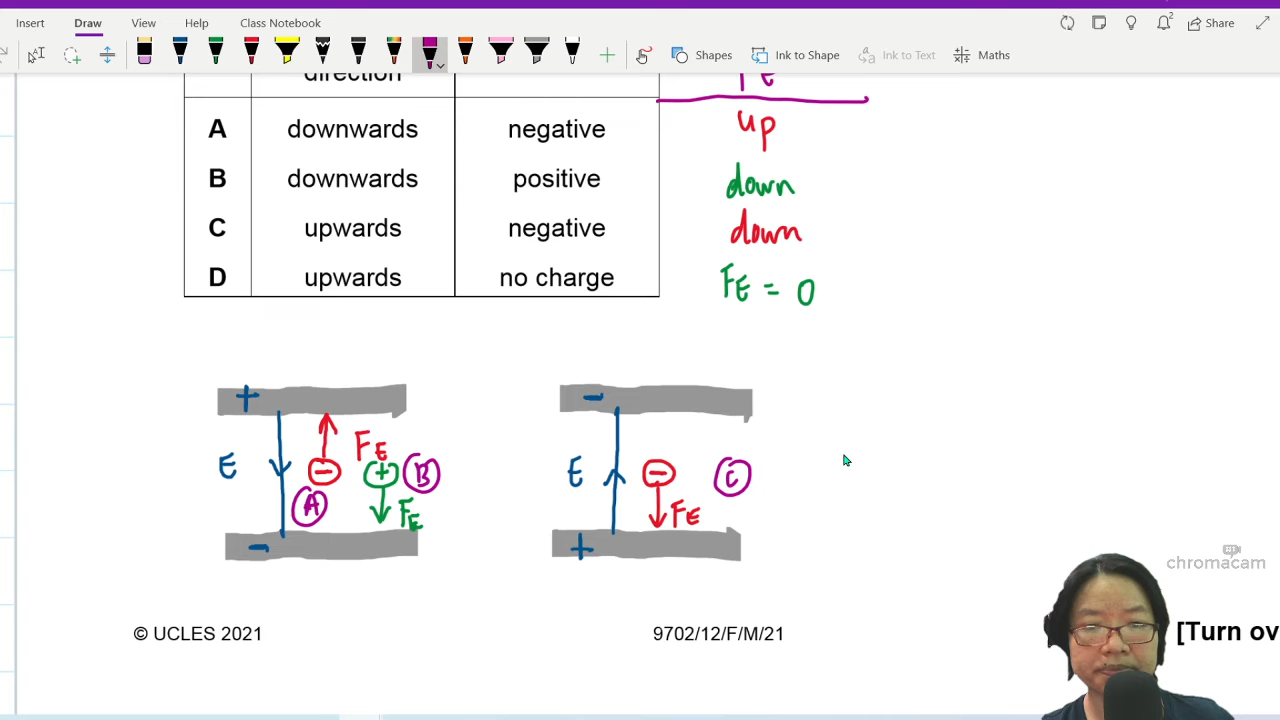 Insert Draw View Help Class Notebook Share
Shapes Ink to Shape Ink to Text Maths
direction FE
A downwards negative up
B downwards positive down
C upwards negative down
D upwards no charge FE = 0
+ -
E FE - + B E - C
A FE FE
- +
chromacam
© UCLES 2021 9702/12/F/M/21 [Turn ov